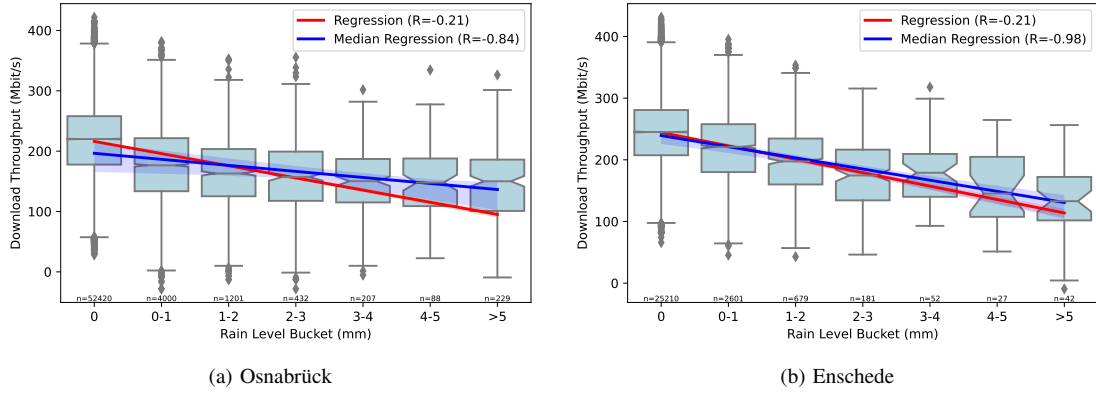 Regression (R=-0.21)
Median Regression (R=-0.84)
Download Throughput (Mbit/s)
400
300
200
100
0
n=52420 n=4000 n=1201 n=432 n=207 n=88 n=229
0 0-1 1-2 2-3 3-4 4-5 >5
Rain Level Bucket (mm)
(a) Osnabrück
Regression (R=-0.21)
Median Regression (R=-0.98)
Download Throughput (Mbit/s)
400
300
200
100
0
n=25210 n=2601 n=679 n=181 n=52 n=27 n=42
0 0-1 1-2 2-3 3-4 4-5 >5
Rain Level Bucket (mm)
(b) Enschede